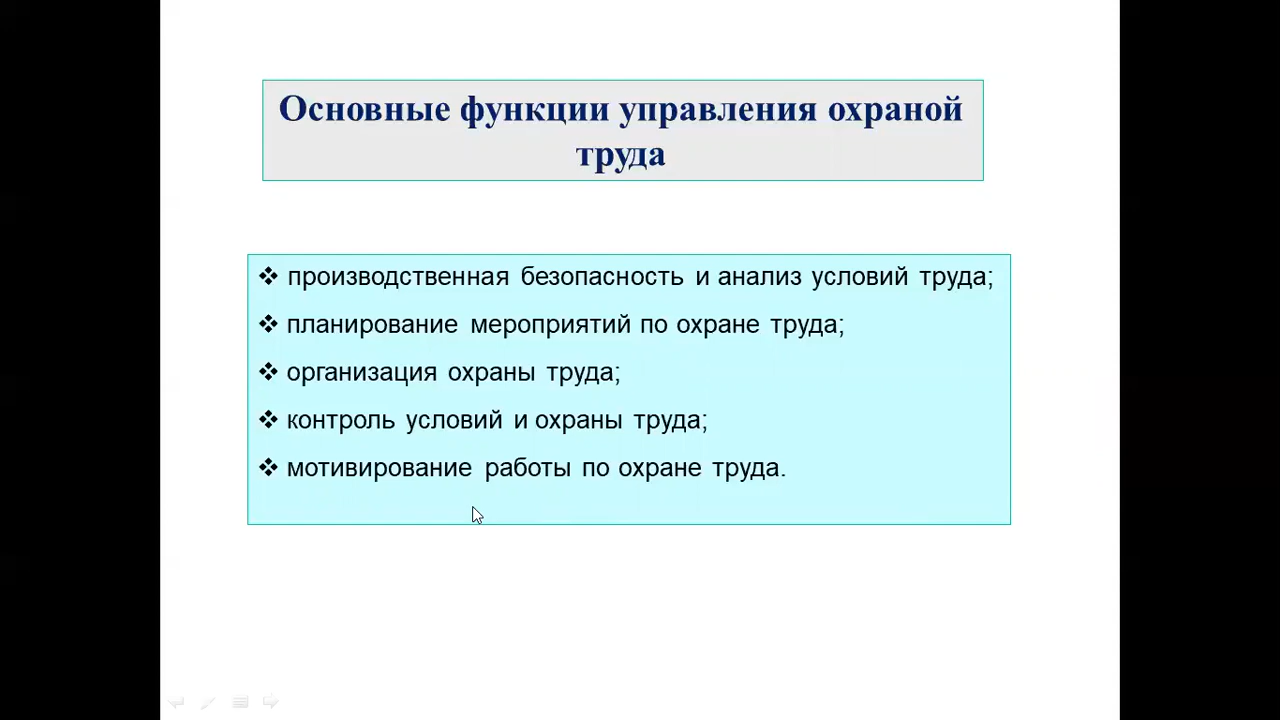 Основные функции управления охраной
труда
❖ производственная безопасность и анализ условий труда;
❖ планирование мероприятий по охране труда;
❖ организация охраны труда;
❖ контроль условий и охраны труда;
❖ мотивирование работы по охране труда.